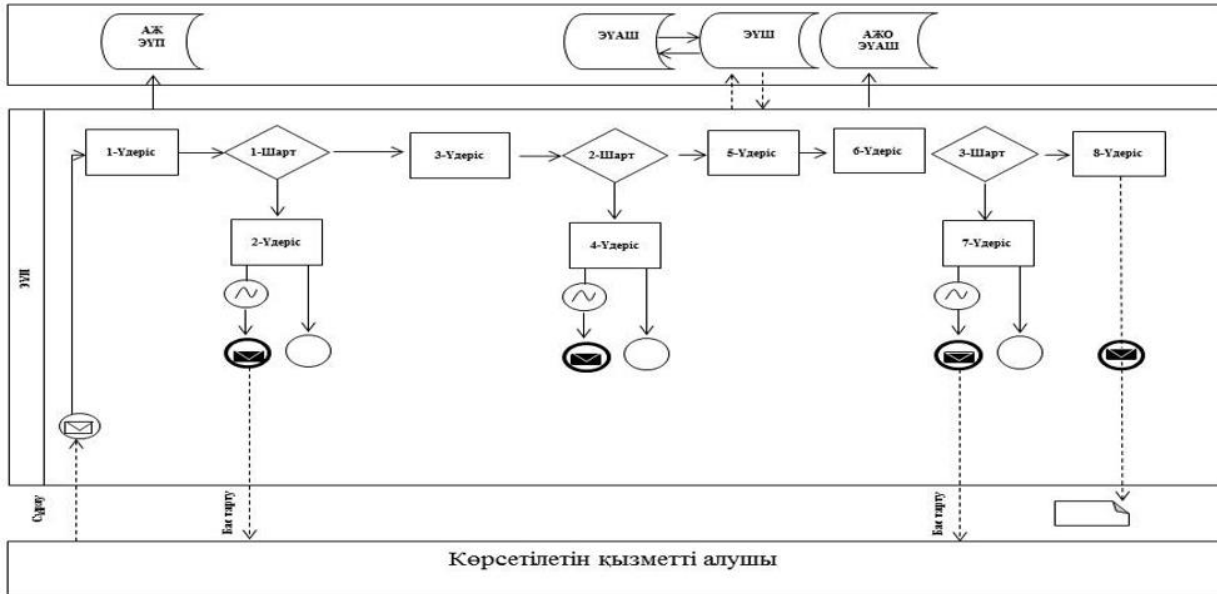 АЖ
ЭҮП
ЭҮАШ
ЭҮШ
АЖО
ЭҮАШ
ЭҮП
1-Үдеріс
1-Шарт
3-Үдеріс
2-Шарт
5-Үдеріс
6-Үдеріс
3-Шарт
8-Үдеріс
2-Үдеріс
4-Үдеріс
7-Үдеріс
Сұрау
Бас тарту
Бас тарту
Көрсетілетін қызметті алушы